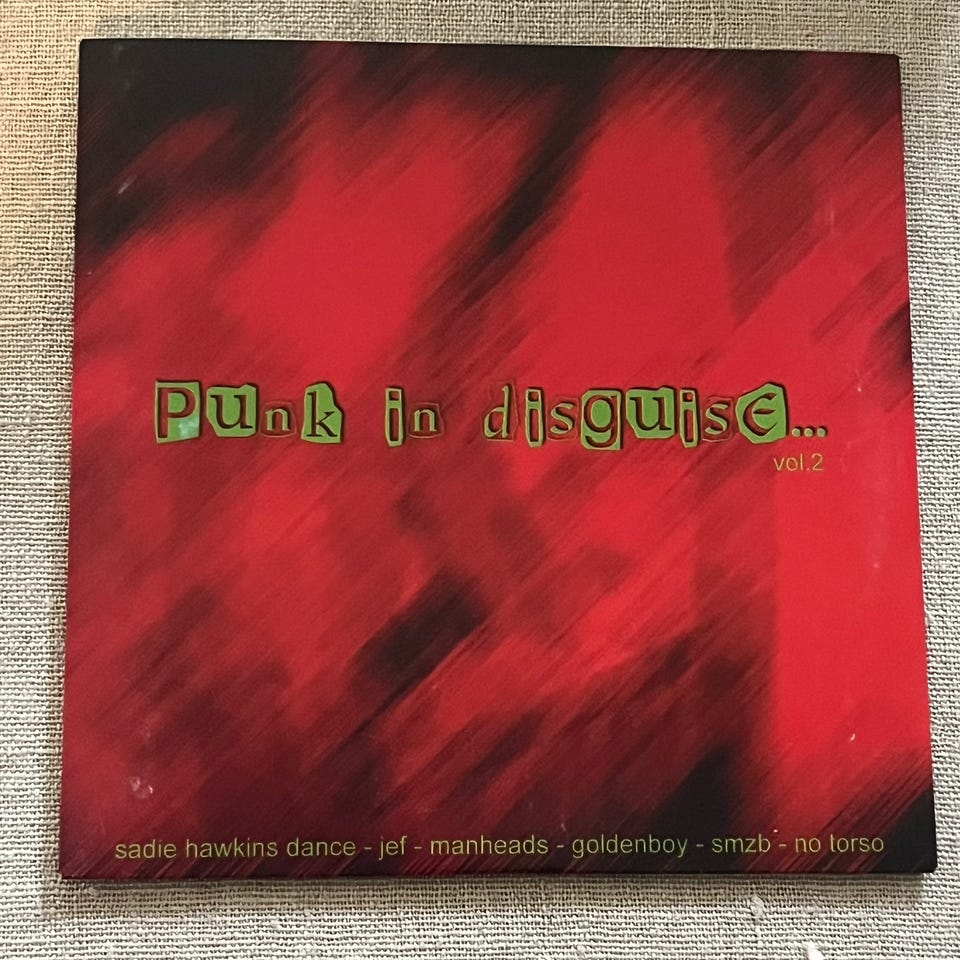 Punk in disguise...
vol.2
sadie hawkins dance - jef - manheads - goldenboy - smzb - no torso